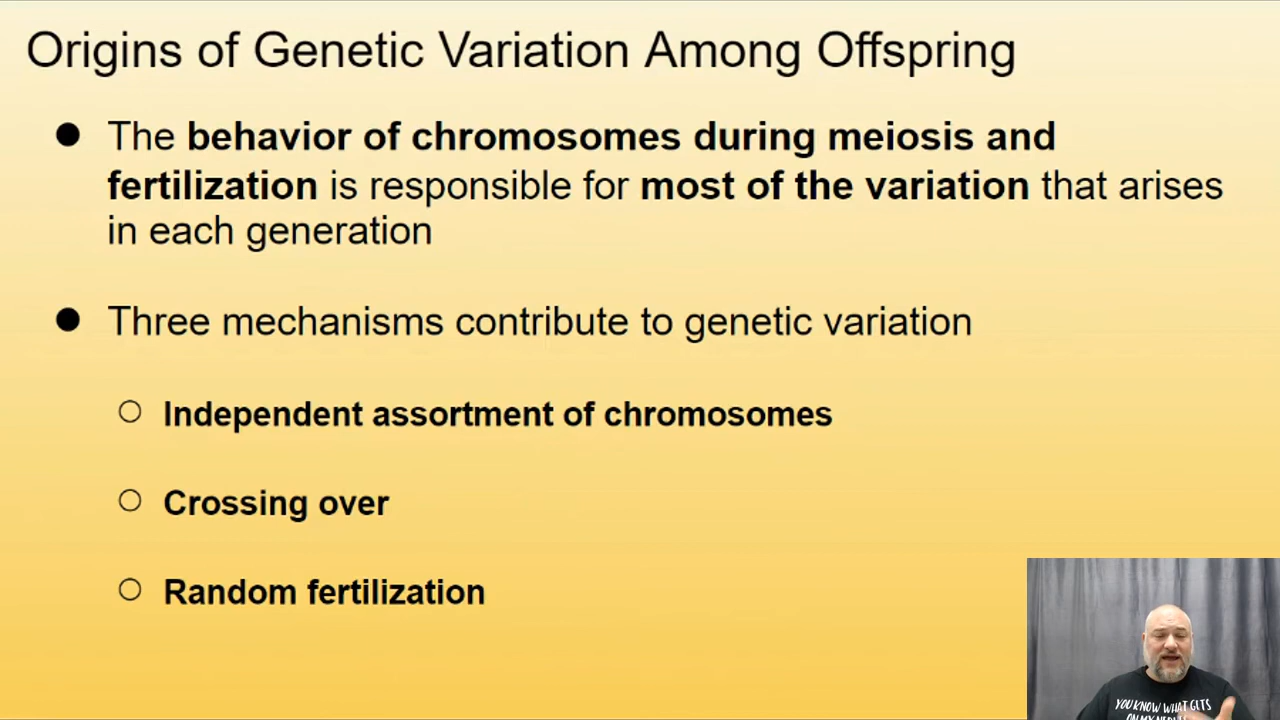 Origins of Genetic Variation Among Offspring
● The behavior of chromosomes during meiosis and
fertilization is responsible for most of the variation that arises
in each generation
● Three mechanisms contribute to genetic variation
○ Independent assortment of chromosomes
○ Crossing over
○ Random fertilization
YOU KNOW WHAT GETS
ON MY